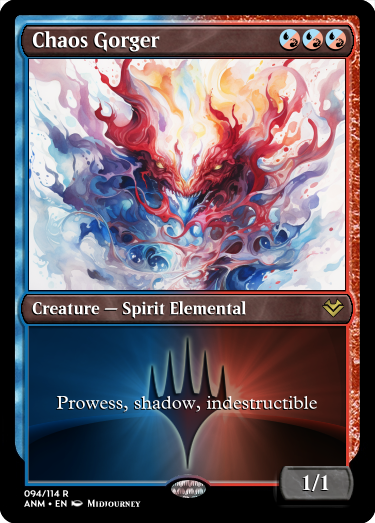 Chaos Gorger
Creature — Spirit Elemental
Prowess, shadow, indestructible
1/1
094/114 R
ANM • EN Midjourney